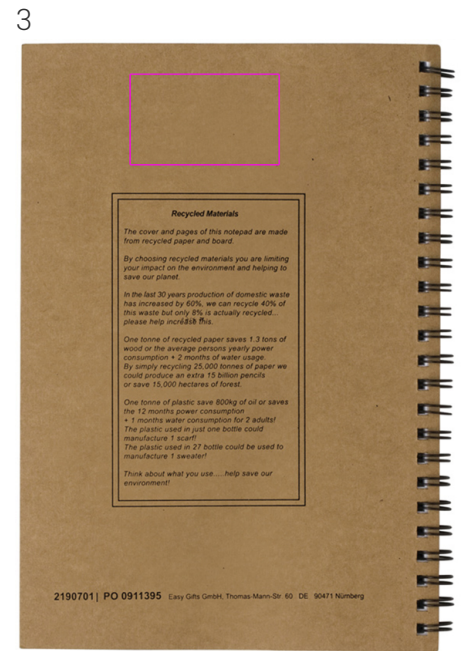 3
Recycled Materials
The cover and pages of this notepad are made
from recycled paper and board.
By choosing recycled materials you are limiting
your impact on the environment and helping to
save our planet.
In the last 30 years production of domestic waste
has increased by 60%, we can recycle 40% of
this waste but only 8% is actually recycled...
please help increase this.
One tonne of recycled paper saves 1.3 tons of
wood or the average persons yearly power
consumption + 2 months of water usage.
By simply recycling 25,000 tonnes of paper we
could produce an extra 15 billion pencils
or save 15,000 hectares of forest.
One tonne of plastic save 800kg of oil or saves
the 12 months power consumption
+ 1 months water consumption for 2 adults!
The plastic used in just one bottle could
manufacture 1 scarf!
The plastic used in 27 bottle could be used to
manufacture 1 sweater!
Think about what you use.....help save our
environment!
2190701| PO 0911395 Easy Gifts GmbH, Thomas-Mann-Str. 60 DE 90471 Nürnberg